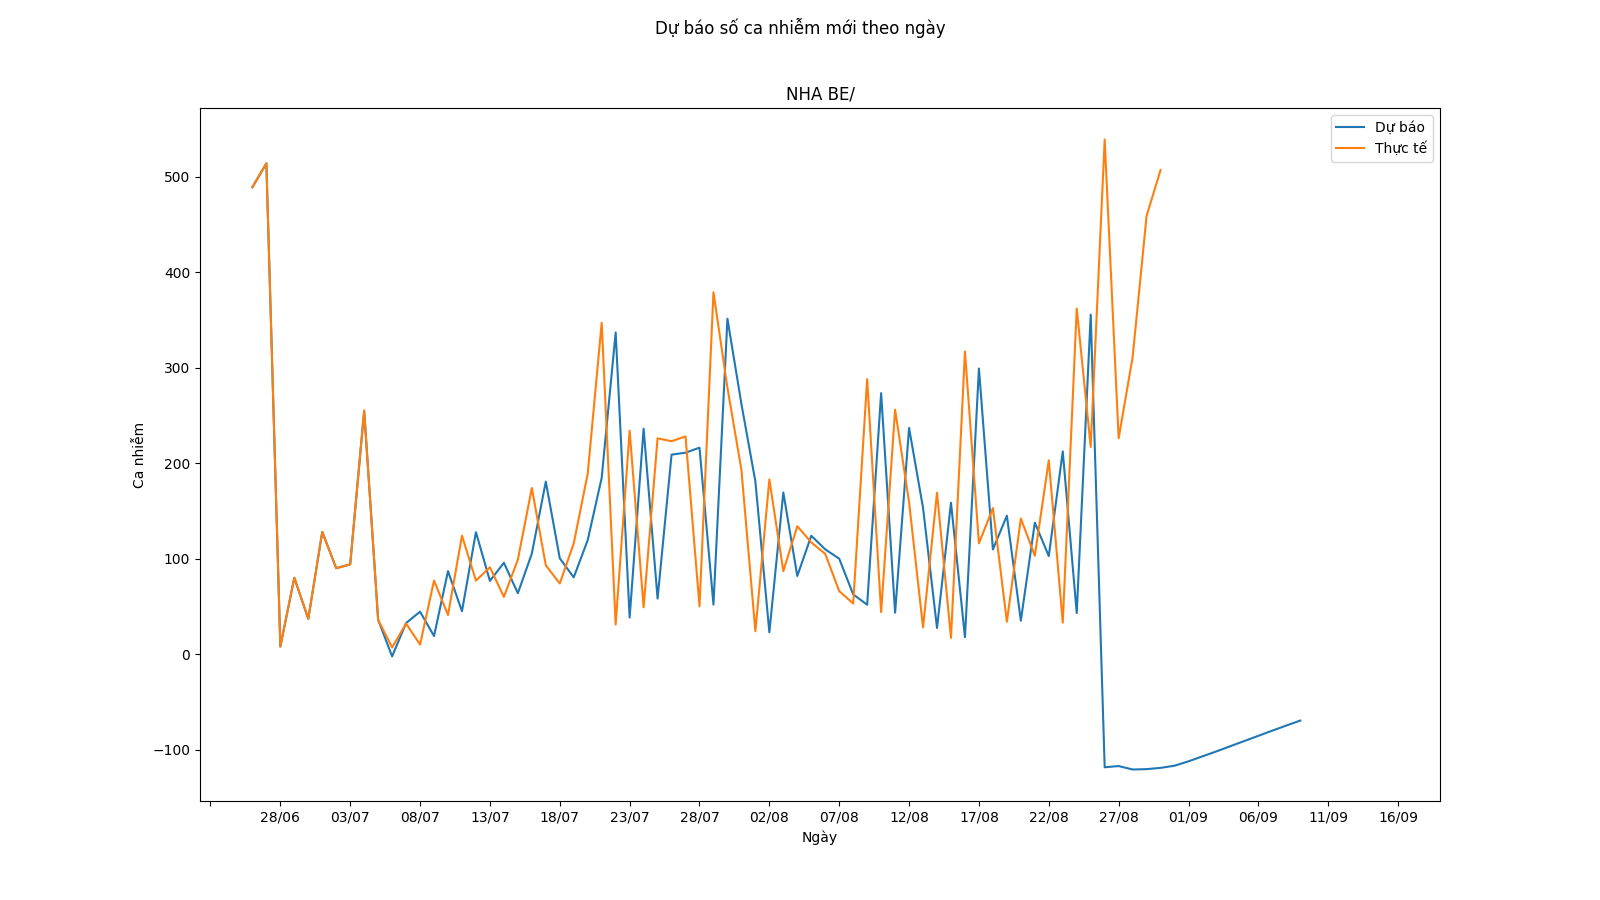 Dự báo số ca nhiễm mới theo ngày
NHA BE/
Dự báo
Thực tế
500
400
300
200
100
0
−100
Ca nhiễm
28/06 03/07 08/07 13/07 18/07 23/07 28/07 02/08 07/08 12/08 17/08 22/08 27/08 01/09 06/09 11/09 16/09
Ngày